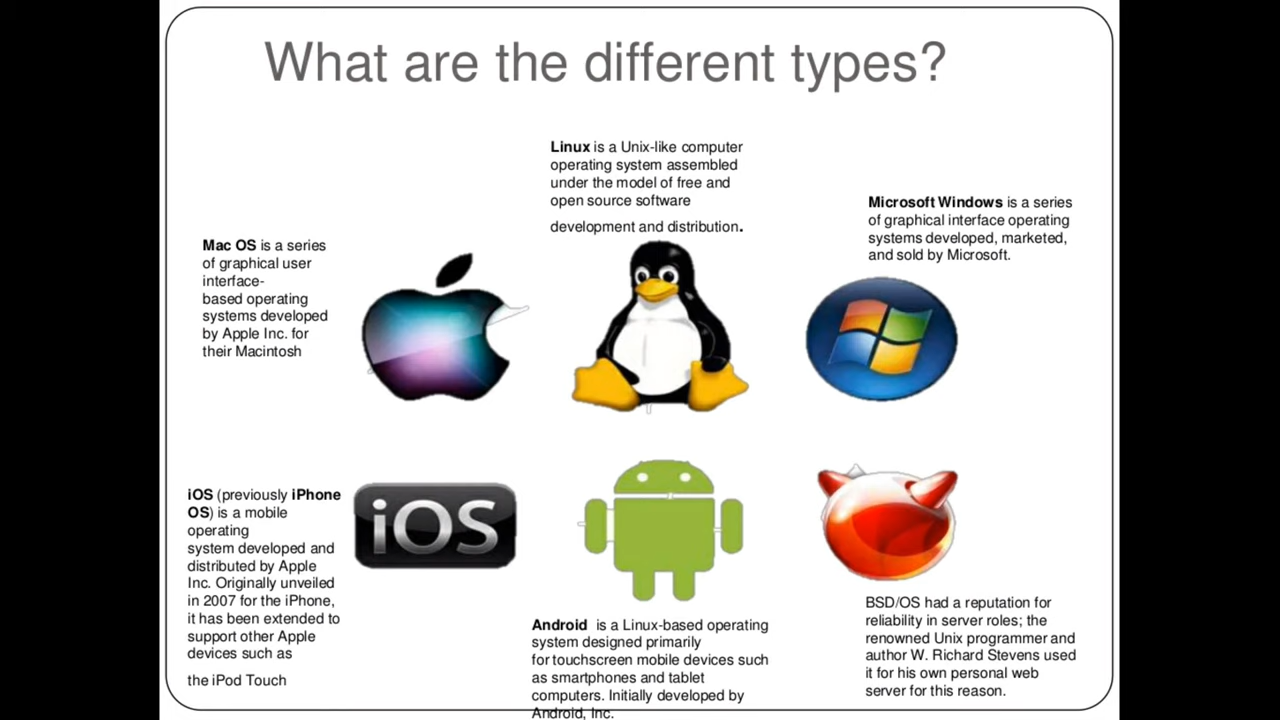 What are the different types?
Linux is a Unix-like computer
operating system assembled
under the model of free and
open source software
development and distribution.
Microsoft Windows is a series
of graphical interface operating
systems developed, marketed,
and sold by Microsoft.
Mac OS is a series
of graphical user
interface-
based operating
systems developed
by Apple Inc. for
their Macintosh
iOS (previously iPhone
OS) is a mobile
operating
system developed and
distributed by Apple
Inc. Originally unveiled
in 2007 for the iPhone,
it has been extended to
support other Apple
devices such as
the iPod Touch
iOS
Android is a Linux-based operating
system designed primarily
for touchscreen mobile devices such
as smartphones and tablet
computers. Initially developed by
Android, Inc.
BSD/OS had a reputation for
reliability in server roles; the
renowned Unix programmer and
author W. Richard Stevens used
it for his own personal web
server for this reason.